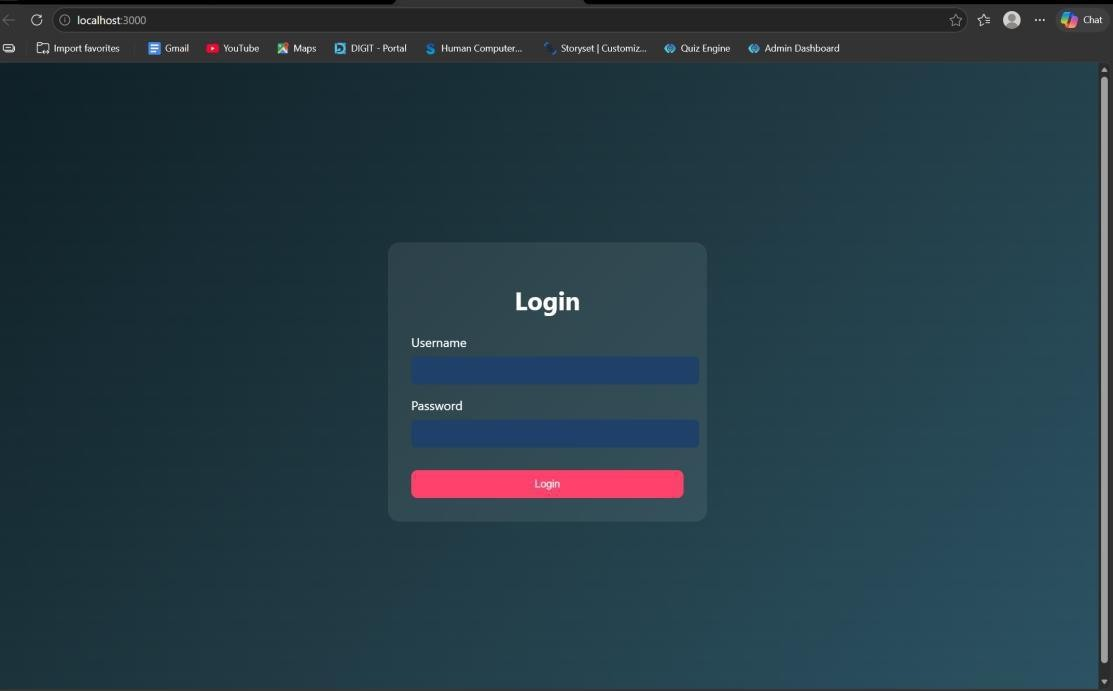 localhost:3000
Chat
Import favorites Gmail YouTube Maps DIGIT - Portal Human Computer... Storyset | Customiz... Quiz Engine Admin Dashboard
Login
Username
Password
Login